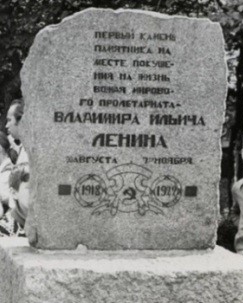 ПЕРВЫЙ КАМЕНЬ
ПАМЯТНИКА НА
МЕСТЕ ПОКУШЕ-
НИЯ НА ЖИЗНЬ
ВОЖДЯ МИРОВО-
ГО ПРОЛЕТАРИАТА-
ВЛАДИМИРА ИЛЬИЧА
ЛЕНИНА
АВГУСТА НОЯБРЯ
1918 1922